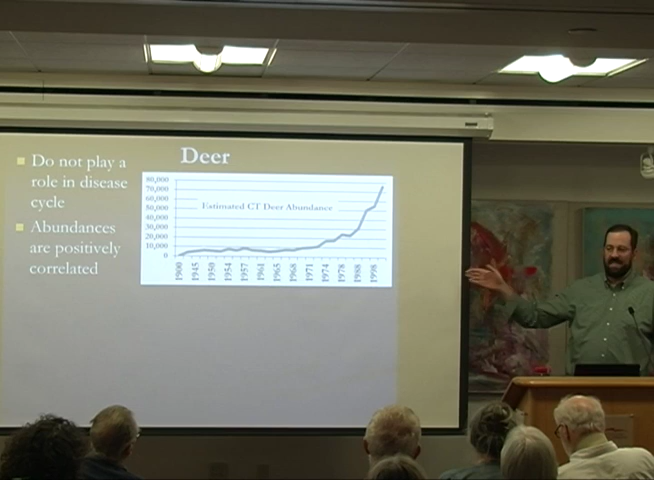 Deer
Do not play a
role in disease
cycle
Abundances
are positively
correlated
Estimated CT Deer Abundance
80,000
70,000
60,000
50,000
40,000
30,000
20,000
10,000
0
1900
1945
1950
1954
1957
1961
1965
1968
1971
1974
1978
1988
1998